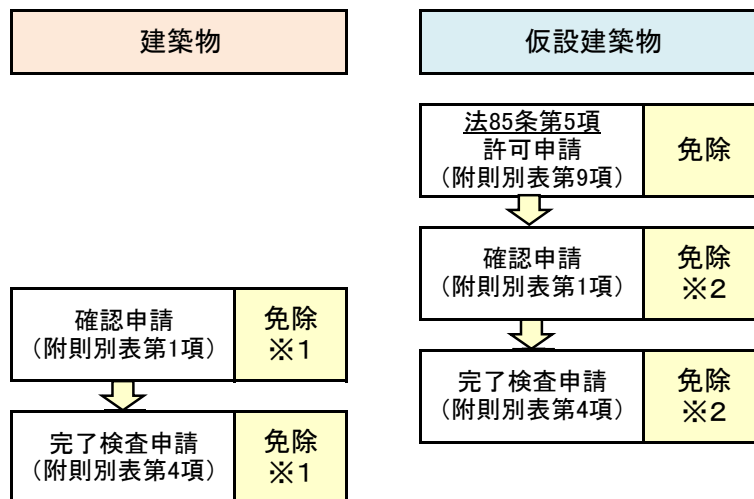 建築物
確認申請
(附則別表第1項)
免除
※1
完了検査申請
(附則別表第4項)
免除
※1
仮設建築物
法85条第5項
許可申請
(附則別表第9項)
免除
確認申請
(附則別表第1項)
免除
※2
完了検査申請
(附則別表第4項)
免除
※2